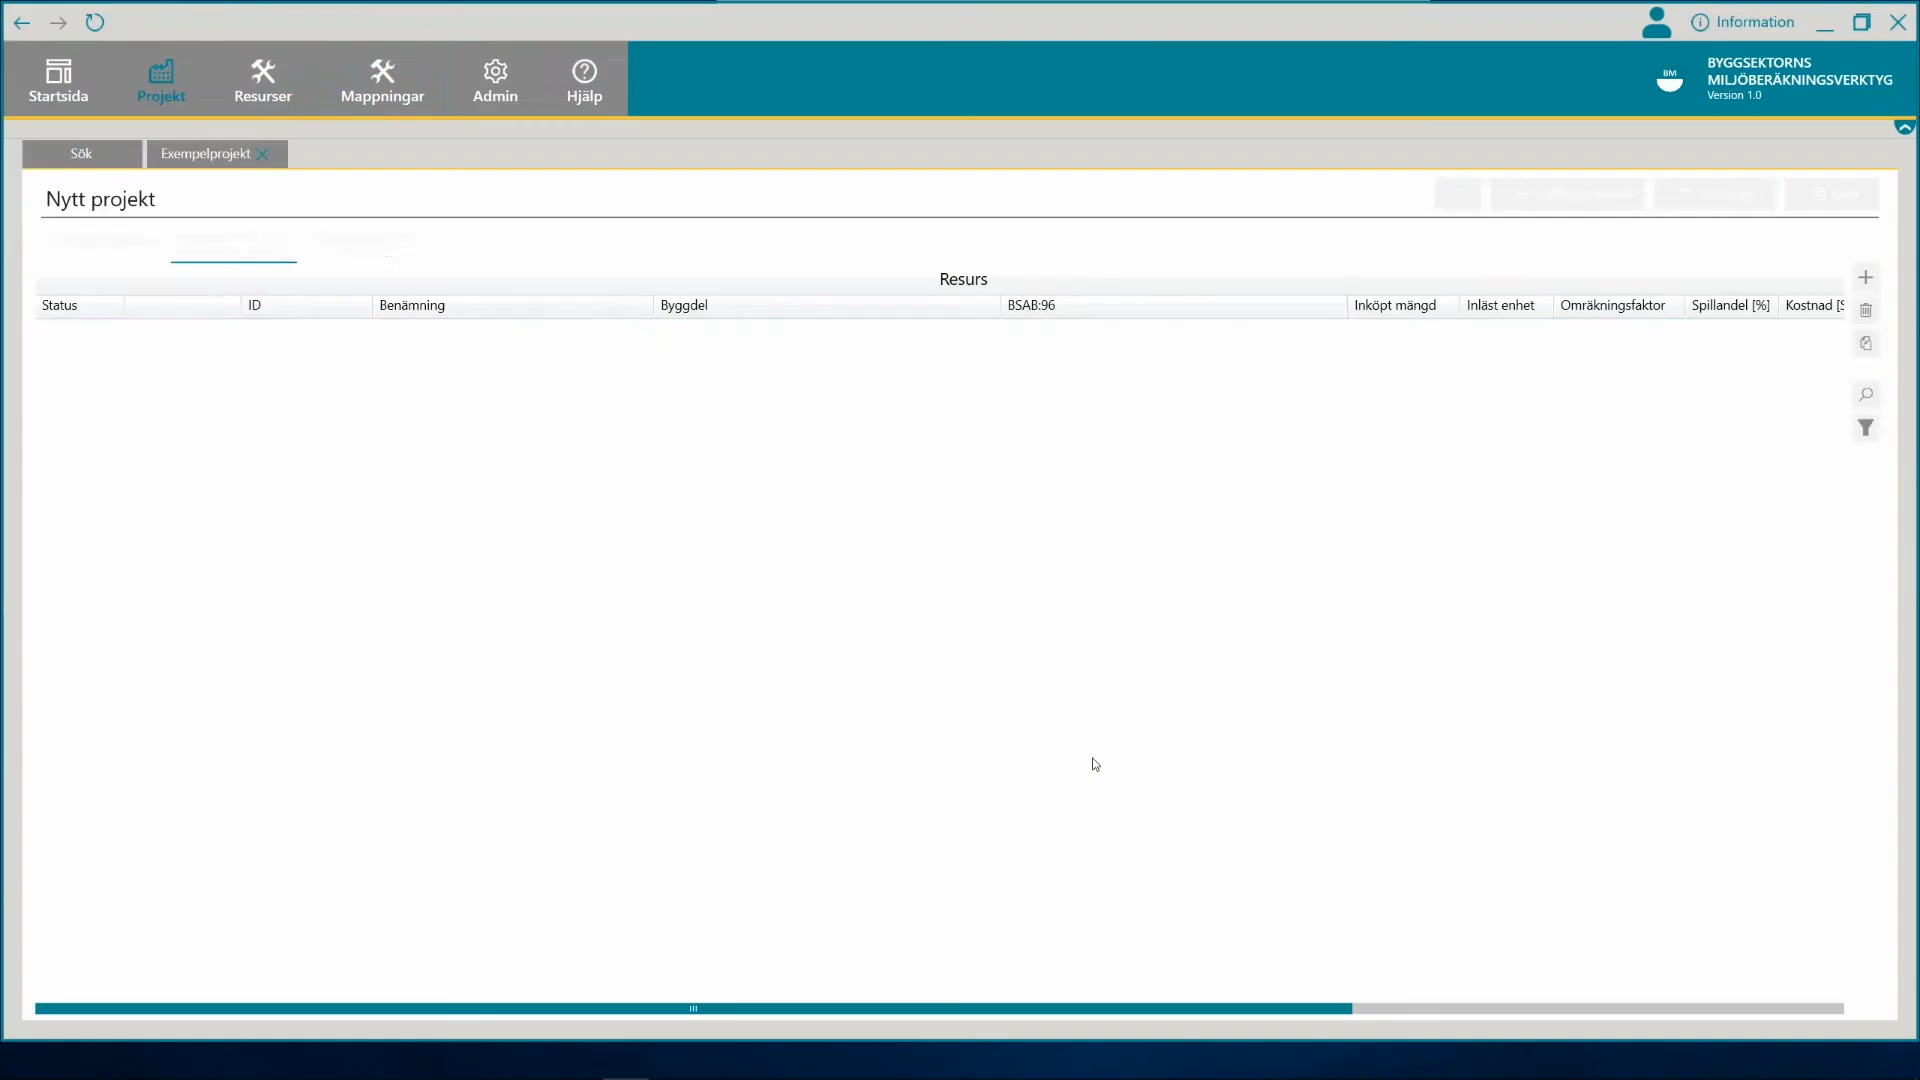 Information
Startsida
Projekt
Resurser
Mappningar
Admin
Hjälp
BM
BYGGSEKTORNS
MILJÖBERÄKNINGSVERKTYG
Version 1.0
Sök
Exempelprojekt
Nytt projekt
Resurs
Status ID Benämning Byggdel BSAB:96 Inköpt mängd Inläst enhet Omräkningsfaktor Spillandel [%] Kostnad [S